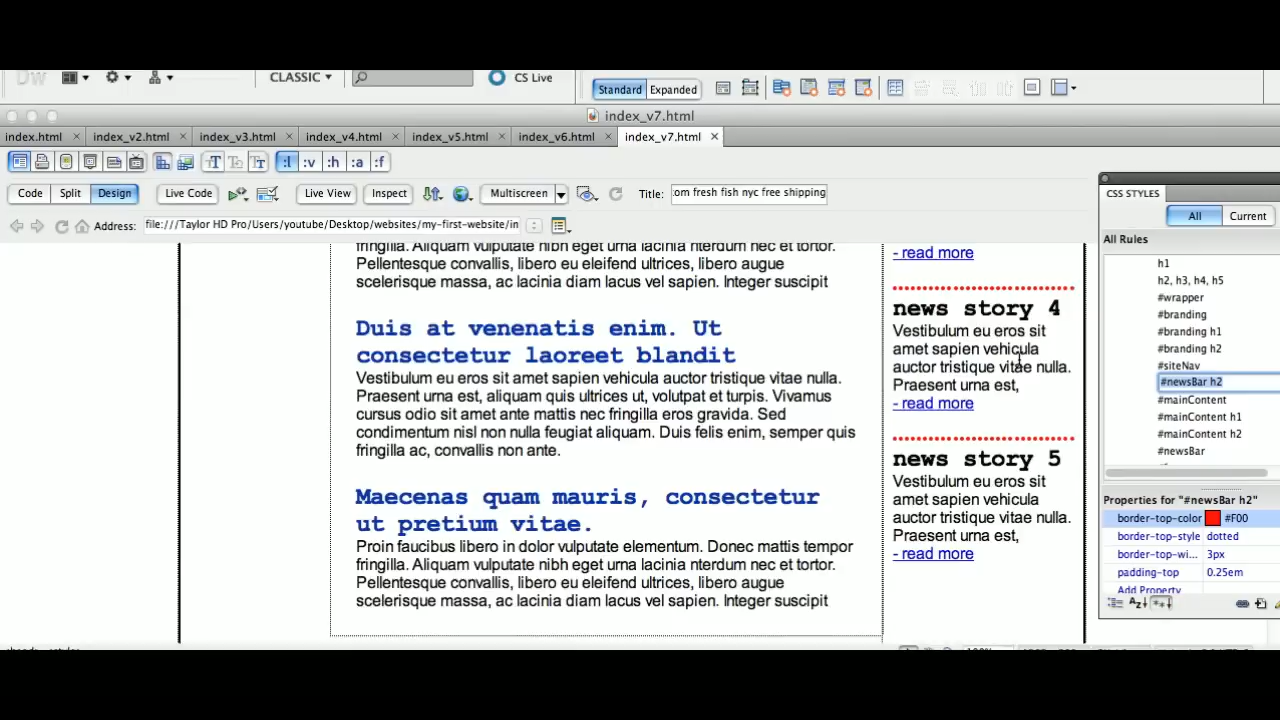 Dw
CLASSIC
CS Live
Standard Expanded
index_v7.html
index.html index_v2.html index_v3.html index_v4.html index_v5.html index_v6.html index_v7.html
:l :v :h :a :f
Code Split Design Live Code Live View Inspect Multiscreen Title: om fresh fish nyc free shipping
Address: file:///Taylor HD Pro/Users/youtube/Desktop/websites/my-first-website/in
fringilla. Aliquam vulputate nibh eget urna lacinia nterdum nec et tortor.
Pellentesque convallis, libero eu eleifend ultrices, libero augue
scelerisque massa, ac lacinia diam lacus vel sapien. Integer suscipit
Duis at venenatis enim. Ut
consectetur laoreet blandit
Vestibulum eu eros sit amet sapien vehicula auctor tristique vitae nulla.
Praesent urna est, aliquam quis ultrices ut, volutpat et turpis. Vivamus
cursus odio sit amet ante mattis nec fringilla eros gravida. Sed
condimentum nisl non nulla feugiat aliquam. Duis felis enim, semper quis
fringilla ac, convallis non ante.
Maecenas quam mauris, consectetur
ut pretium vitae.
Proin faucibus libero in dolor vulputate elementum. Donec mattis tempor
fringilla. Aliquam vulputate nibh eget urna lacinia nterdum nec et tortor.
Pellentesque convallis, libero eu eleifend ultrices, libero augue
scelerisque massa, ac lacinia diam lacus vel sapien. Integer suscipit
- read more
news story 4
Vestibulum eu eros sit
amet sapien vehicula
auctor tristique vitae nulla.
Praesent urna est,
- read more
news story 5
Vestibulum eu eros sit
amet sapien vehicula
auctor tristique vitae nulla.
Praesent urna est,
- read more
CSS STYLES
All Current
All Rules
h1
h2, h3, h4, h5
#wrapper
#branding
#branding h1
#branding h2
#siteNav
#newsBar h2
#mainContent
#mainContent h1
#mainContent h2
#newsBar
Properties for "#newsBar h2"
border-top-color #F00
border-top-style dotted
border-top-wi... 3px
padding-top 0.25em
Add Property